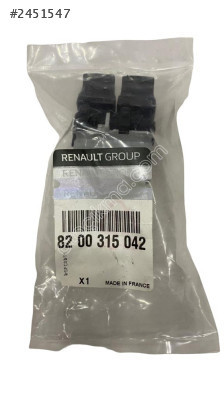 #2451547
RENAULT GROUP
82 00 315 042
X1
MADE IN FRANCE